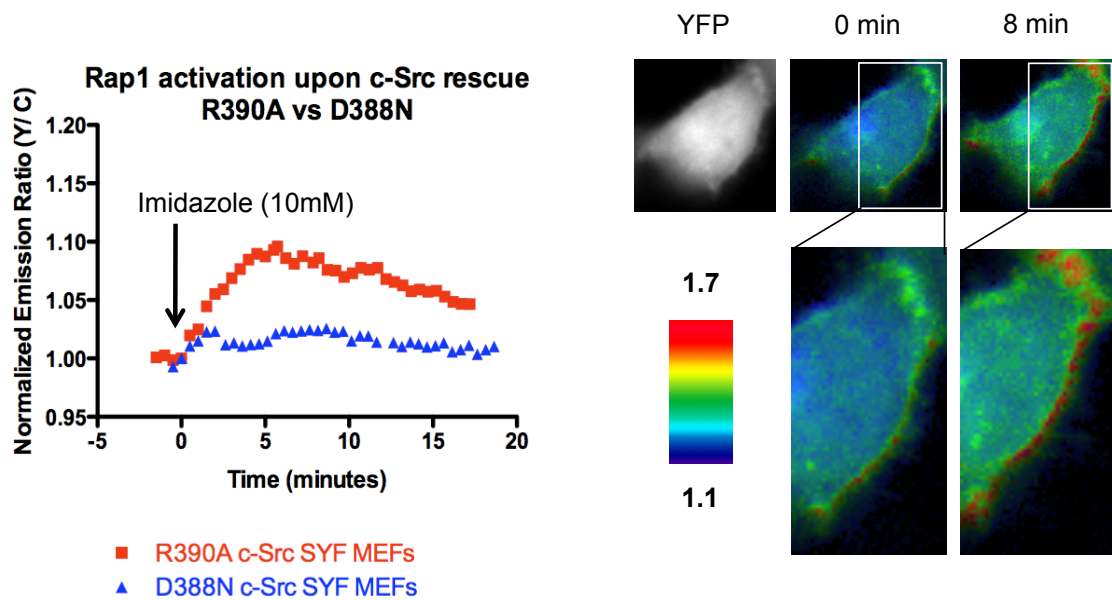 Rap1 activation upon c-Src rescue
R390A vs D388N
Normalized Emission Ratio (Y/ C)
1.20
1.15
1.10
1.05
1.00
0.95
Imidazole (10mM)
-5
0
5
10
15
20
Time (minutes)
R390A c-Src SYF MEFs
D388N c-Src SYF MEFs
YFP
0 min
8 min
1.7
1.1